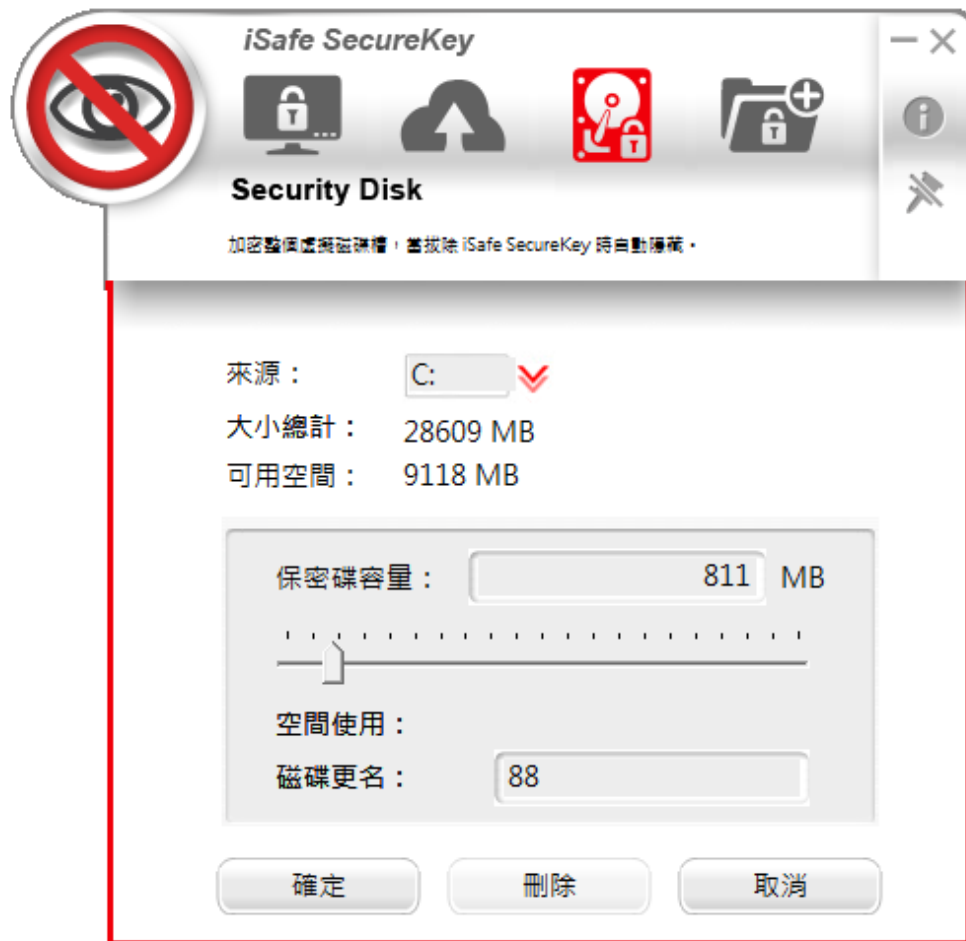 iSafe SecureKey
Security Disk
加密整個虛擬磁碟槽，當拔除 iSafe SecureKey 時自動隱藏。
來源： C:
大小總計： 28609 MB
可用空間： 9118 MB
保密碟容量： 811 MB
空間使用：
磁碟更名： 88
確定 刪除 取消